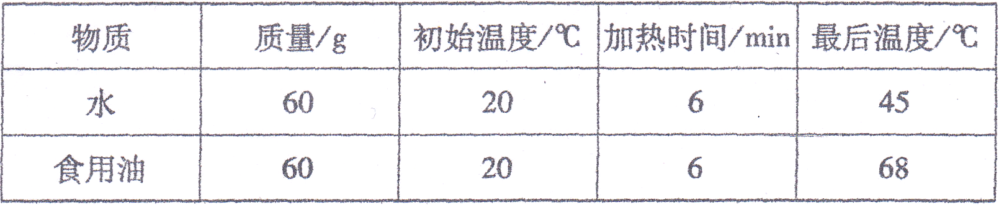 物质 质量/g 初始温度/℃ 加热时间/min 最后温度/℃
水 60 20 6 45
食用油 60 20 6 68